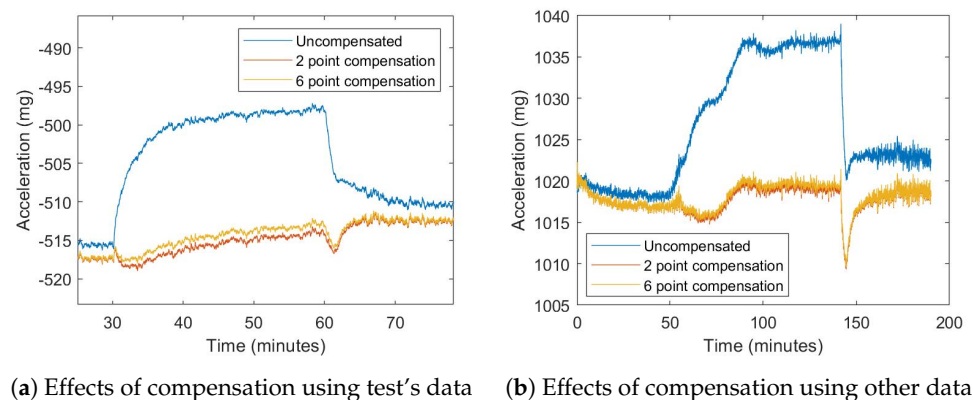 -490
-495
-500
-505
-510
-515
-520
Acceleration (mg)
30 40 50 60 70
Time (minutes)
Uncompensated
2 point compensation
6 point compensation
(a) Effects of compensation using test's data
1040
1035
1030
1025
1020
1015
1010
1005
Acceleration (mg)
0 50 100 150 200
Time (minutes)
Uncompensated
2 point compensation
6 point compensation
(b) Effects of compensation using other data